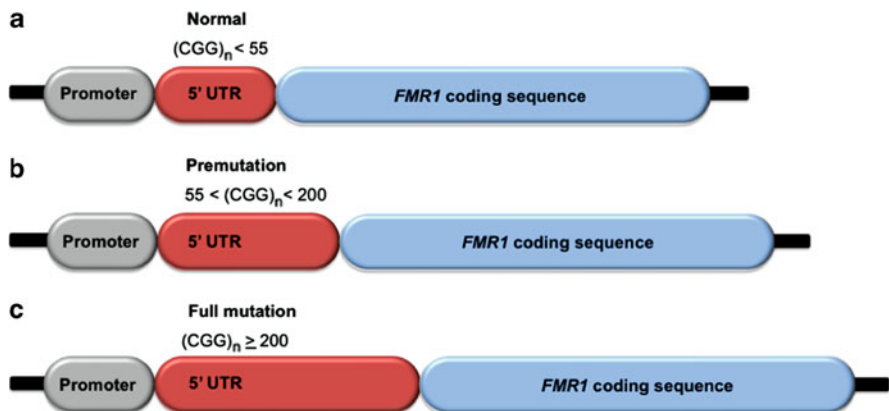 a
Normal
(CGG)n < 55
Promoter 5' UTR FMR1 coding sequence
b
Premutation
55 < (CGG)n < 200
Promoter 5' UTR FMR1 coding sequence
c
Full mutation
(CGG)n ≥ 200
Promoter 5' UTR FMR1 coding sequence